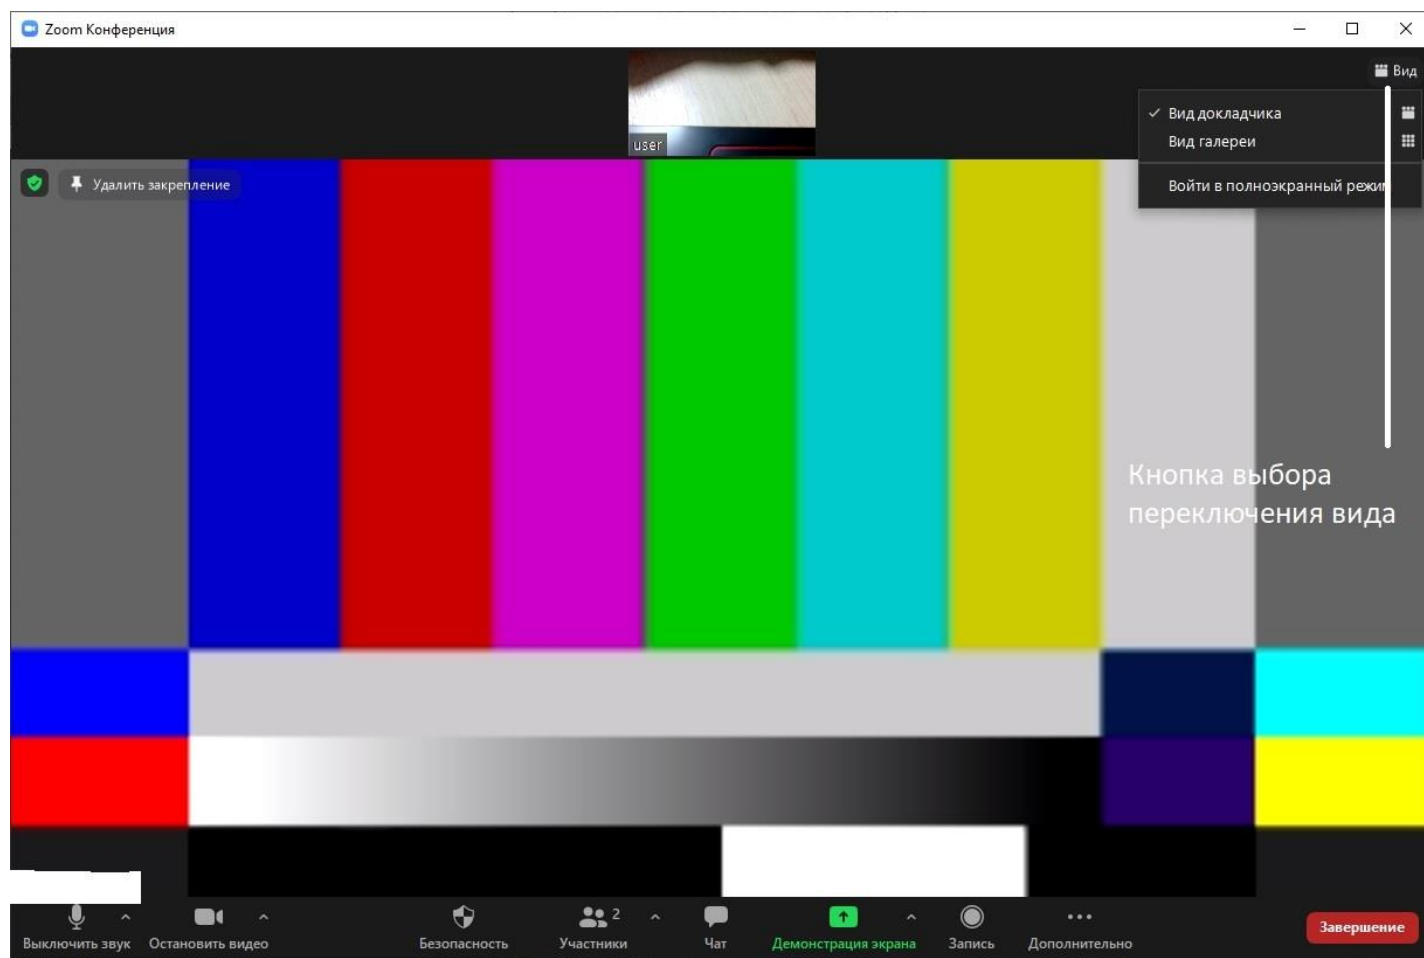 Zoom Конференция
Вид
user
Вид докладчика
Вид галереи
Войти в полноэкранный режим
Удалить закрепление
Кнопка выбора
переключения вида
2
Выключить звук
Остановить видео
Безопасность
Участники
Чат
Демонстрация экрана
Запись
Дополнительно
Завершение